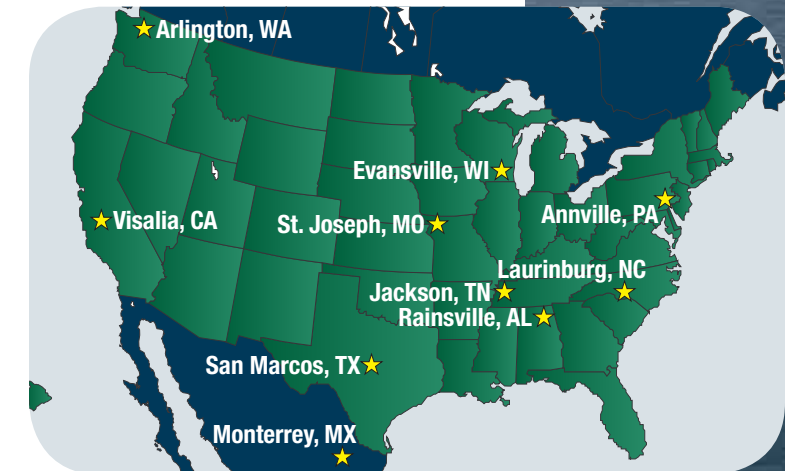 Arlington, WA
Evansville, WI
Visalia, CA
St. Joseph, MO
Annville, PA
Laurinburg, NC
Jackson, TN
Rainsville, AL
San Marcos, TX
Monterrey, MX